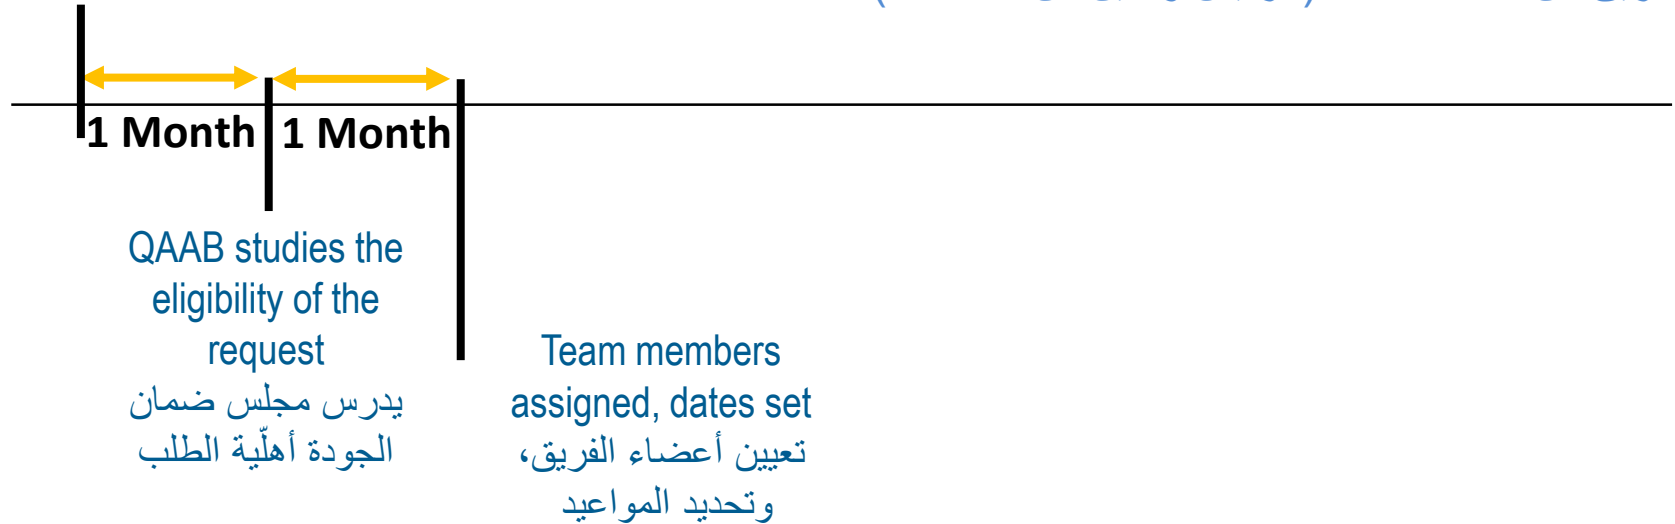 1 Month
1 Month
QAAB studies the
eligibility of the
request
يدرس مجلس ضمان
الجودة أهلّية الطلب
Team members
assigned, dates set
تعيين أعضاء الفريق،
وتحديد المواعيد